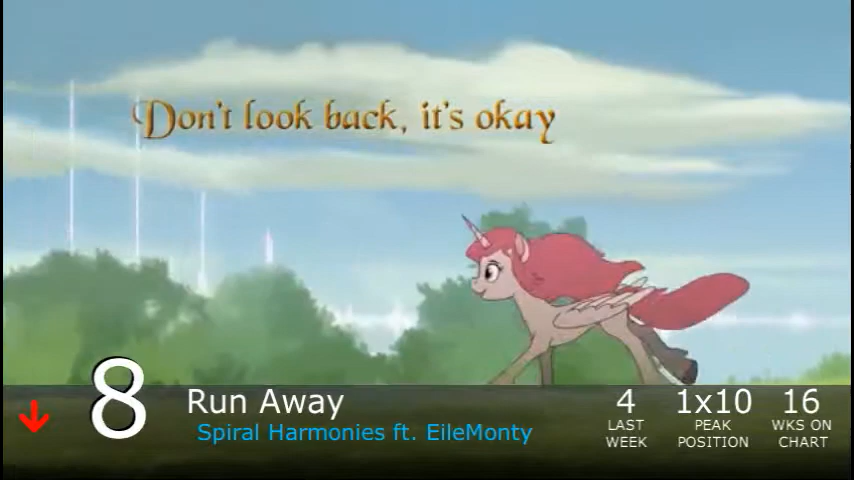 Don't look back, it's okay
8
Run Away
Spiral Harmonies ft. EileMonty
4
LAST
WEEK
1x10
PEAK
POSITION
16
WKS ON
CHART